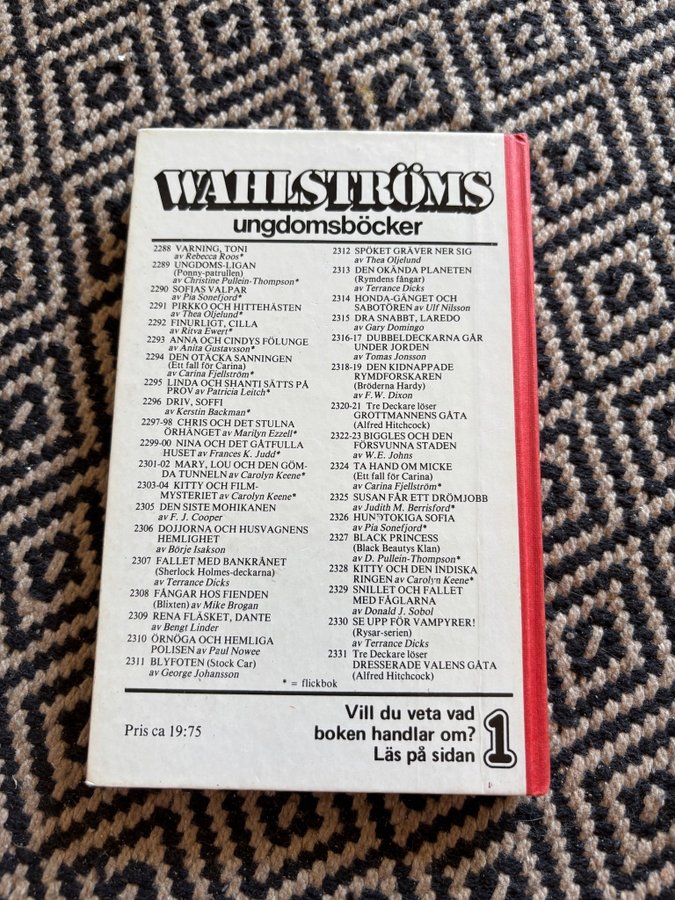 WAHLSTRÖMS
ungdomsböcker
2288 VARNING, TONI
av Rebecca Roos*
2289 UNGDOMS-LIGAN
(Ponny-patrullen)
av Christine Pullein-Thompson*
2290 SOFIAS VALPAR
av Pia Sonefjord*
2291 PIRKKO OCH HITTEHÄSTEN
av Thea Oljelund*
2292 FINURLIGT, CILLA
av Ritva Ewert*
2293 ANNA OCH CINDYS FÖLUNGE
av Anita Gustavsson*
2294 DEN OTÄCKA SANNINGEN
(Ett fall för Carina)
av Carina Fjellström*
2295 LINDA OCH SHANTI SÄTTS PÅ
PROV av Patricia Leitch*
2296 DRIV, SOFFI
av Kerstin Backman*
2297-98 CHRIS OCH DET STULNA
ÖRHÄNGET av Marilyn Ezzell*
2299-00 NINA OCH DET GÅTFULLA
HUSET av Frances K. Judd*
2301-02 MARY, LOU OCH DEN GÖM-
DA TUNNELN av Carolyn Keene*
2303-04 KITTY OCH FILM-
MYSTERIET av Carolyn Keene*
2305 DEN SISTE MOHIKANEN
av F. J. Cooper
2306 DOJJORNA OCH HUSVAGNENS
HEMLIGHET
av Börje Isakson
2307 FALLET MED BANKRÅNET
(Sherlock Holmes-deckarna)
av Terrance Dicks
2308 FÅNGAR HOS FIENDEN
(Blixten) av Mike Brogan
2309 RENA FLÄSKET, DANTE
av Bengt Linder
2310 ÖRNÖGA OCH HEMLIGA
POLISEN av Paul Nowee
2311 BLYFOTEN (Stock Car)
av George Johansson
2312 SPÖKET GRÄVER NER SIG
av Thea Oljelund
2313 DEN OKÄNDA PLANETEN
(Rymdens fångar)
av Terrance Dicks
2314 HONDA-GÄNGET OCH
SABOTÖREN av Ulf Nilsson
2315 DRA SNABBT, LAREDO
av Gary Domingo
2316-17 DUBBELDECKARNA GÅR
UNDER JORDEN
av Tomas Jonsson
2318-19 DEN KIDNAPPADE
RYMDFORSKAREN
(Bröderna Hardy)
av F.W. Dixon
2320-21 Tre Deckare löser
GROTTMANNENS GÅTA
(Alfred Hitchcock)
2322-23 BIGGLES OCH DEN
FÖRSVUNNA STADEN
av W.E. Johns
2324 TA HAND OM MICKE
(Ett fall för Carina)
av Carina Fjellström*
2325 SUSAN FÅR ETT DRÖMJOBB
av Judith M. Berrisford*
2326 HUNDTOKIGA SOFIA
av Pia Sonefjord*
2327 BLACK PRINCESS
(Black Beautys Klan)
av D. Pullein-Thompson*
2328 KITTY OCH DEN INDISKA
RINGEN av Carolyn Keene*
2329 SNILLET OCH FALLET
MED FÅGLARNA
av Donald J. Sobol
2330 SE UPP FÖR VAMPYRER!
(Rysar-serien)
av Terrance Dicks
2331 Tre Deckare löser
DRESSERADE VALENS GÅTA
(Alfred Hitchcock)
* = flickbok
Pris ca 19:75
Vill du veta vad
boken handlar om?
Läs på sidan 1